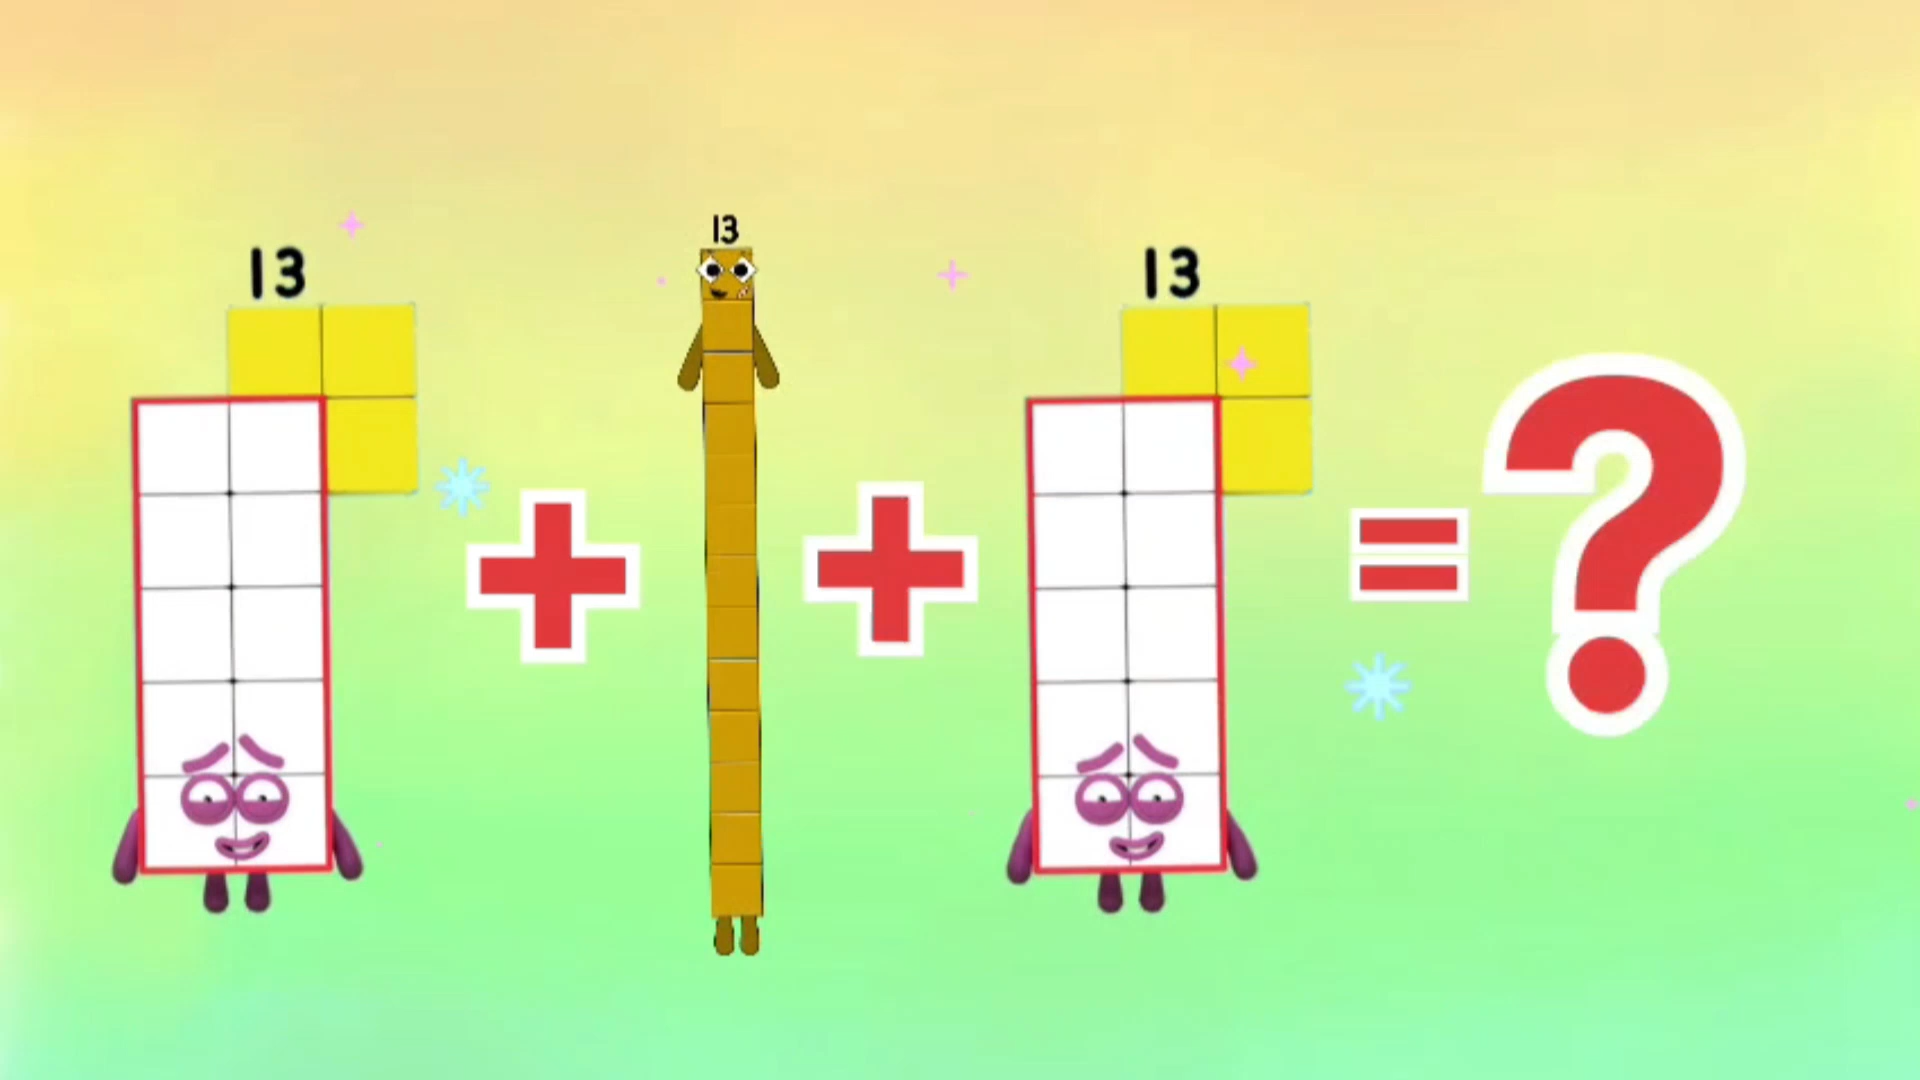 13 + 13 + 13 = ?